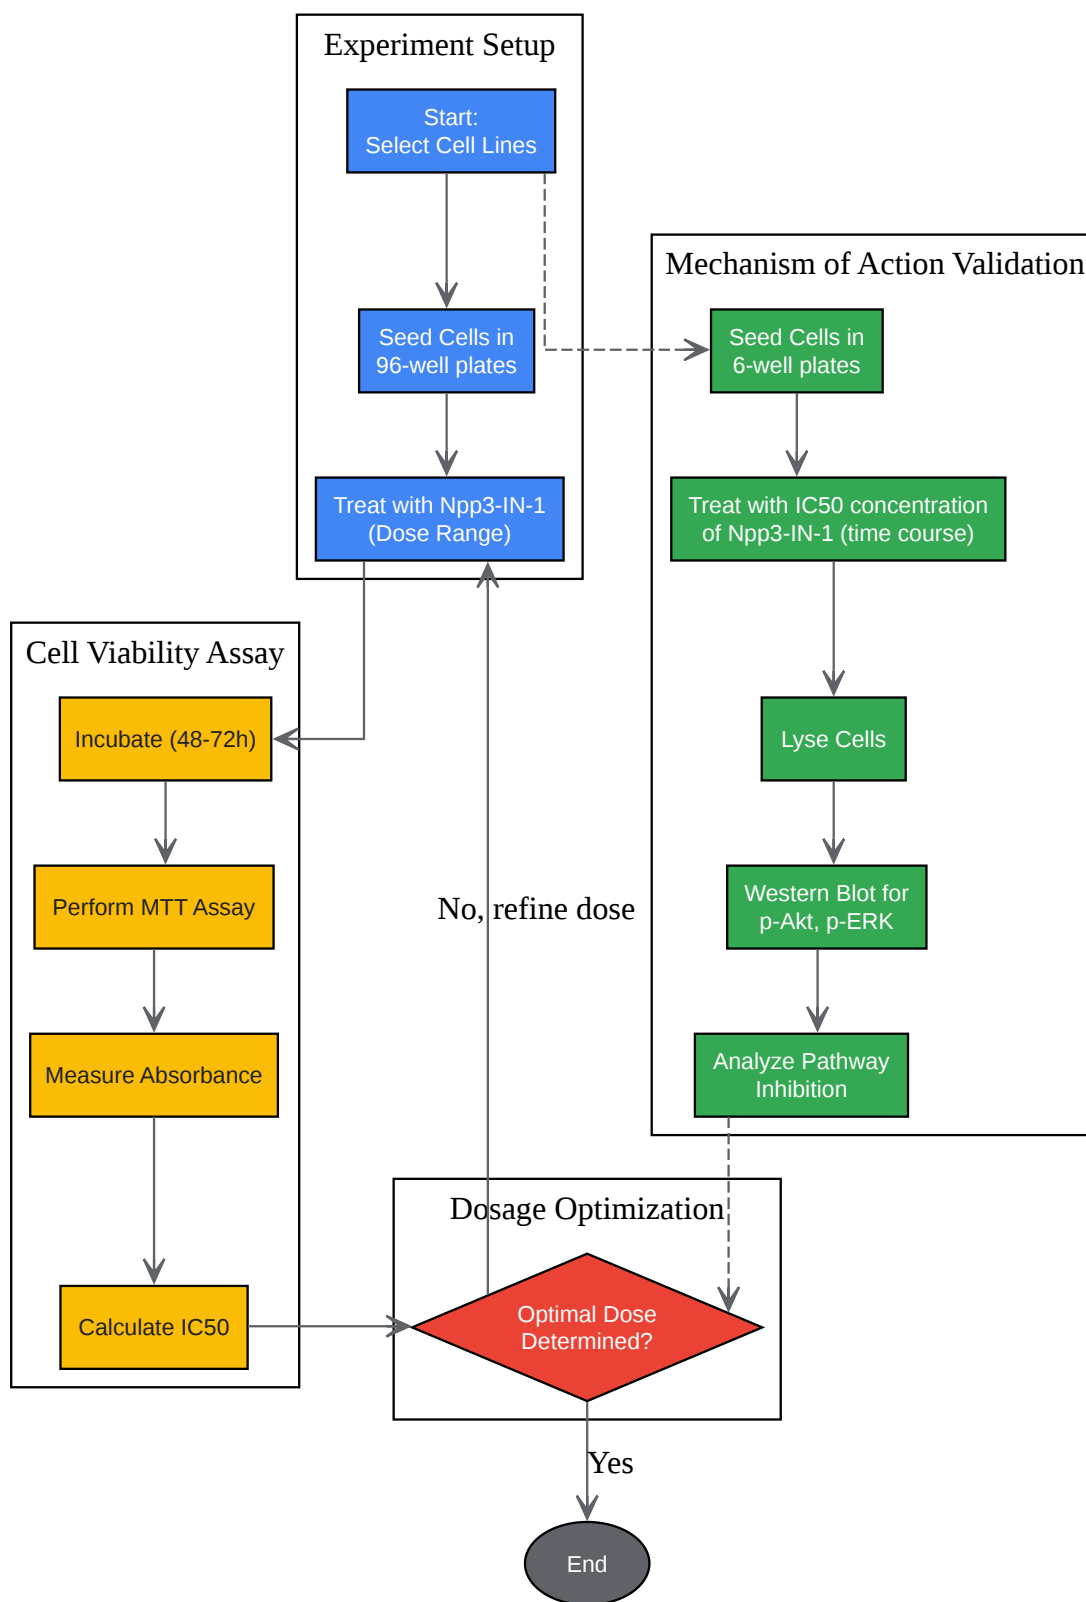 Experiment Setup
Start:
Select Cell Lines
Seed Cells in
96-well plates
Treat with Npp3-IN-1
(Dose Range)
Mechanism of Action Validation
Seed Cells in
6-well plates
Treat with IC50 concentration
of Npp3-IN-1 (time course)
Lyse Cells
Western Blot for
p-Akt, p-ERK
Analyze Pathway
Inhibition
Cell Viability Assay
Incubate (48-72h)
Perform MTT Assay
Measure Absorbance
Calculate IC50
No, refine dose
Dosage Optimization
Optimal Dose
Determined?
Yes
End